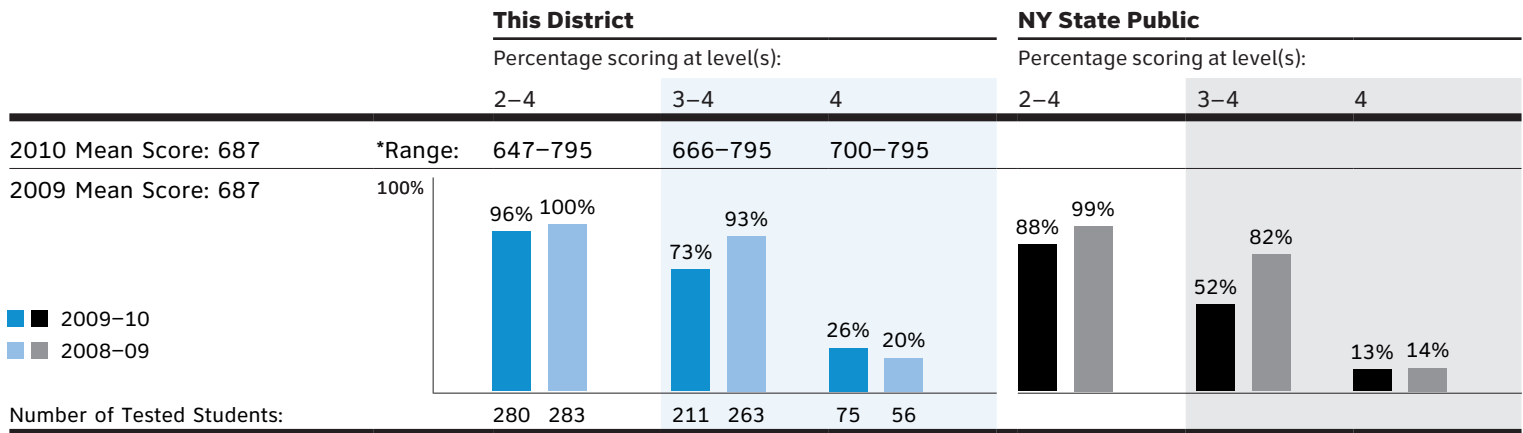 This District NY State Public
Percentage scoring at level(s): Percentage scoring at level(s):
2–4 3–4 4 2–4 3–4 4
2010 Mean Score: 687 *Range: 647–795 666–795 700–795
2009 Mean Score: 687 100%
96% 100% 93% 73% 26% 20% 88% 99% 82% 52% 13% 14%
2009–10
2008–09
Number of Tested Students: 280 283 211 263 75 56